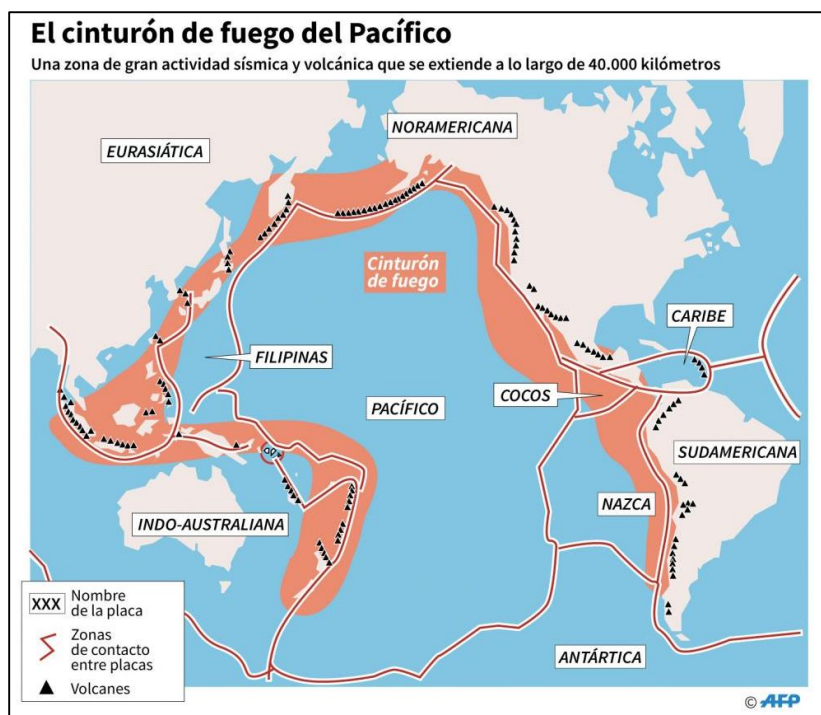 El cinturón de fuego del Pacífico
Una zona de gran actividad sísmica y volcánica que se extiende a lo largo de 40.000 kilómetros
NORAMERICANA
EURASIÁTICA
Cinturón
de fuego
CARIBE
FILIPINAS
COCOS
PACÍFICO
SUDAMERICANA
NAZCA
INDO-AUSTRALIANA
XXX Nombre
de la placa
Zonas
de contacto
entre placas
Volcanes
ANTÁRTICA
© AFP